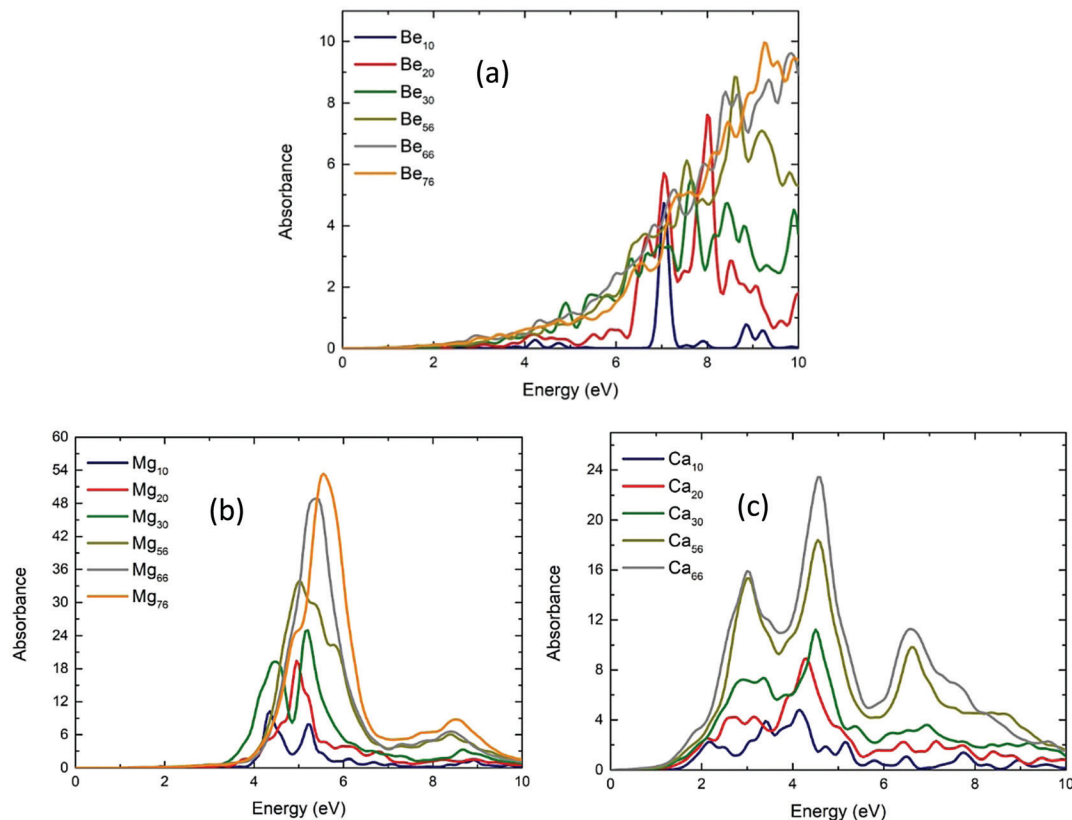 (a)
Absorbance
10
8
6
4
2
0
Be₁₀
Be₂₀
Be₃₀
Be₅₆
Be₆₆
Be₇₆
0 2 4 6 8 10
Energy (eV)
(b)
Absorbance
60
54
48
42
36
30
24
18
12
6
0
Mg₁₀
Mg₂₀
Mg₃₀
Mg₅₆
Mg₆₆
Mg₇₆
0 2 4 6 8 10
Energy (eV)
(c)
Absorbance
24
20
16
12
8
4
0
Ca₁₀
Ca₂₀
Ca₃₀
Ca₅₆
Ca₆₆
0 2 4 6 8 10
Energy (eV)